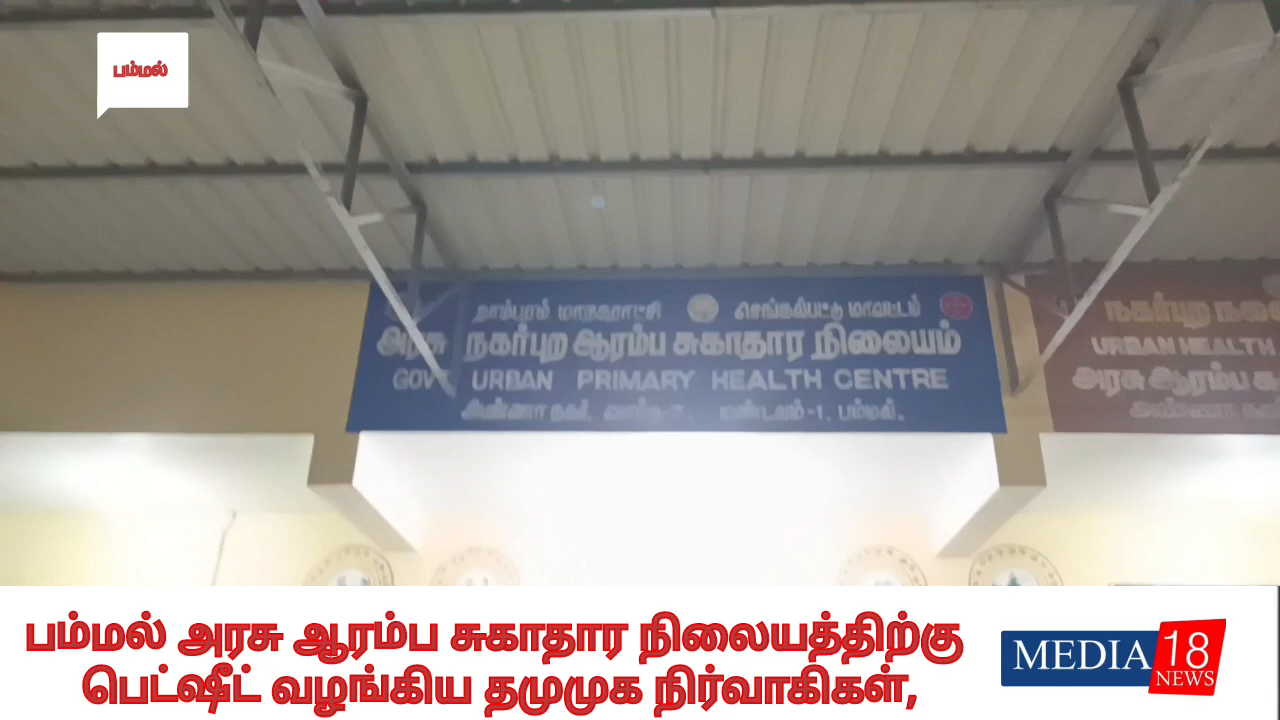 பம்மல்
தாம்பரம் மாநகராட்சி செங்கல்பட்டு மாவட்டம்
அரசு நகர்புற ஆரம்ப சுகாதார நிலையம்
GOV URBAN PRIMARY HEALTH CENTRE
அண்ணா நகர், வார்டு-7, மண்டலம்-1, பம்மல்.
நகர்புற
URBAN HEALTH
அரசு ஆரம்ப
அண்ணா
பம்மல் அரசு ஆரம்ப சுகாதார நிலையத்திற்கு
பெட்ஷீட் வழங்கிய தமுமுக நிர்வாகிகள்,
MEDIA 18
NEWS